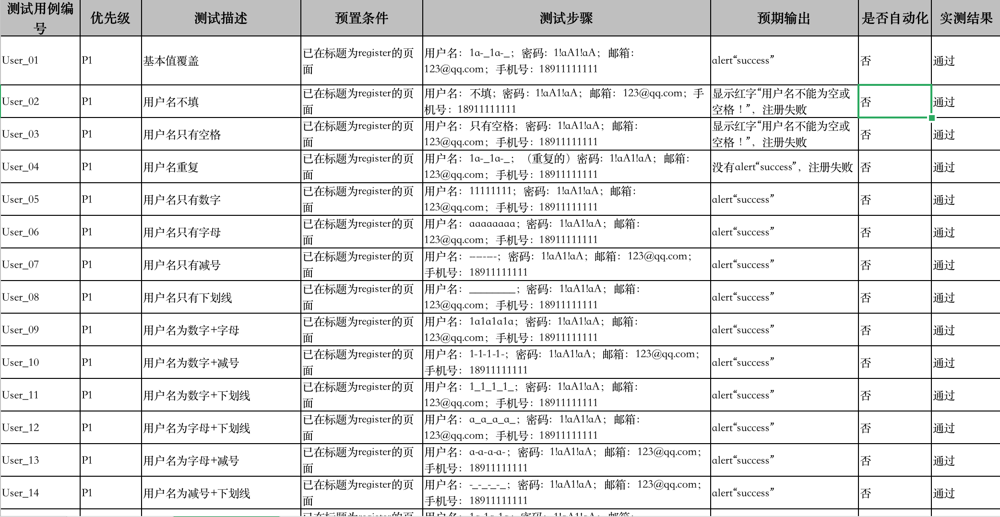 测试用例编号
优先级
测试描述
预置条件
测试步骤
预期输出
是否自动化
实测结果
User_01
P1
基本值覆盖
已在标题为register的页
面
用户名：1a-_1a-_；密码：1!aA1!aA；邮箱：
123@qq.com；手机号：18911111111
alert“success”
否
通过
User_02
P1
用户名不填
已在标题为register的页
面
用户名：不填；密码：1!aA1!aA；邮箱：123@qq.com；手
机号：18911111111
显示红字“用户名不能为空或
空格！”，注册失败
否
通过
User_03
P1
用户名只有空格
已在标题为register的页
面
用户名：只有空格；密码：1!aA1!aA；邮箱：
123@qq.com；手机号：18911111111
显示红字“用户名不能为空或
空格！”，注册失败
否
通过
User_04
P1
用户名重复
已在标题为register的页
面
用户名：1a-_1a-_；（重复的）密码：1!aA1!aA；邮箱：
123@qq.com；手机号：18911111111
没有alert“success”，注册失败
否
通过
User_05
P1
用户名只有数字
已在标题为register的页
面
用户名：11111111；密码：1!aA1!aA；邮箱：
123@qq.com；手机号：18911111111
alert“success”
否
通过
User_06
P1
用户名只有字母
已在标题为register的页
面
用户名：aaaaaaaa；密码：1!aA1!aA；邮箱：
123@qq.com；手机号：18911111111
alert“success”
否
通过
User_07
P1
用户名只有减号
已在标题为register的页
面
用户名：--------；密码：1!aA1!aA；邮箱：123@qq.com；
手机号：18911111111
alert“success”
否
通过
User_08
P1
用户名只有下划线
已在标题为register的页
面
用户名：________；密码：1!aA1!aA；邮箱：
123@qq.com；手机号：18911111111
alert“success”
否
通过
User_09
P1
用户名为数字+字母
已在标题为register的页
面
用户名：1a1a1a1a；密码：1!aA1!aA；邮箱：
123@qq.com；手机号：18911111111
alert“success”
否
通过
User_10
P1
用户名为数字+减号
已在标题为register的页
面
用户名：1-1-1-1-；密码：1!aA1!aA；邮箱：123@qq.com；
手机号：18911111111
alert“success”
否
通过
User_11
P1
用户名为数字+下划线
已在标题为register的页
面
用户名：1_1_1_1_；密码：1!aA1!aA；邮箱：
123@qq.com；手机号：18911111111
alert“success”
否
通过
User_12
P1
用户名为字母+下划线
已在标题为register的页
面
用户名：a_a_a_a_；密码：1!aA1!aA；邮箱：
123@qq.com；手机号：18911111111
alert“success”
否
通过
User_13
P1
用户名为字母+减号
已在标题为register的页
面
用户名：a-a-a-a-；密码：1!aA1!aA；邮箱：123@qq.com；
手机号：18911111111
alert“success”
否
通过
User_14
P1
用户名为减号+下划线
已在标题为register的页
面
用户名：-_-_-_-_；密码：1!aA1!aA；邮箱：123@qq.com；
手机号：18911111111
alert“success”
否
通过
已在标题为register的页